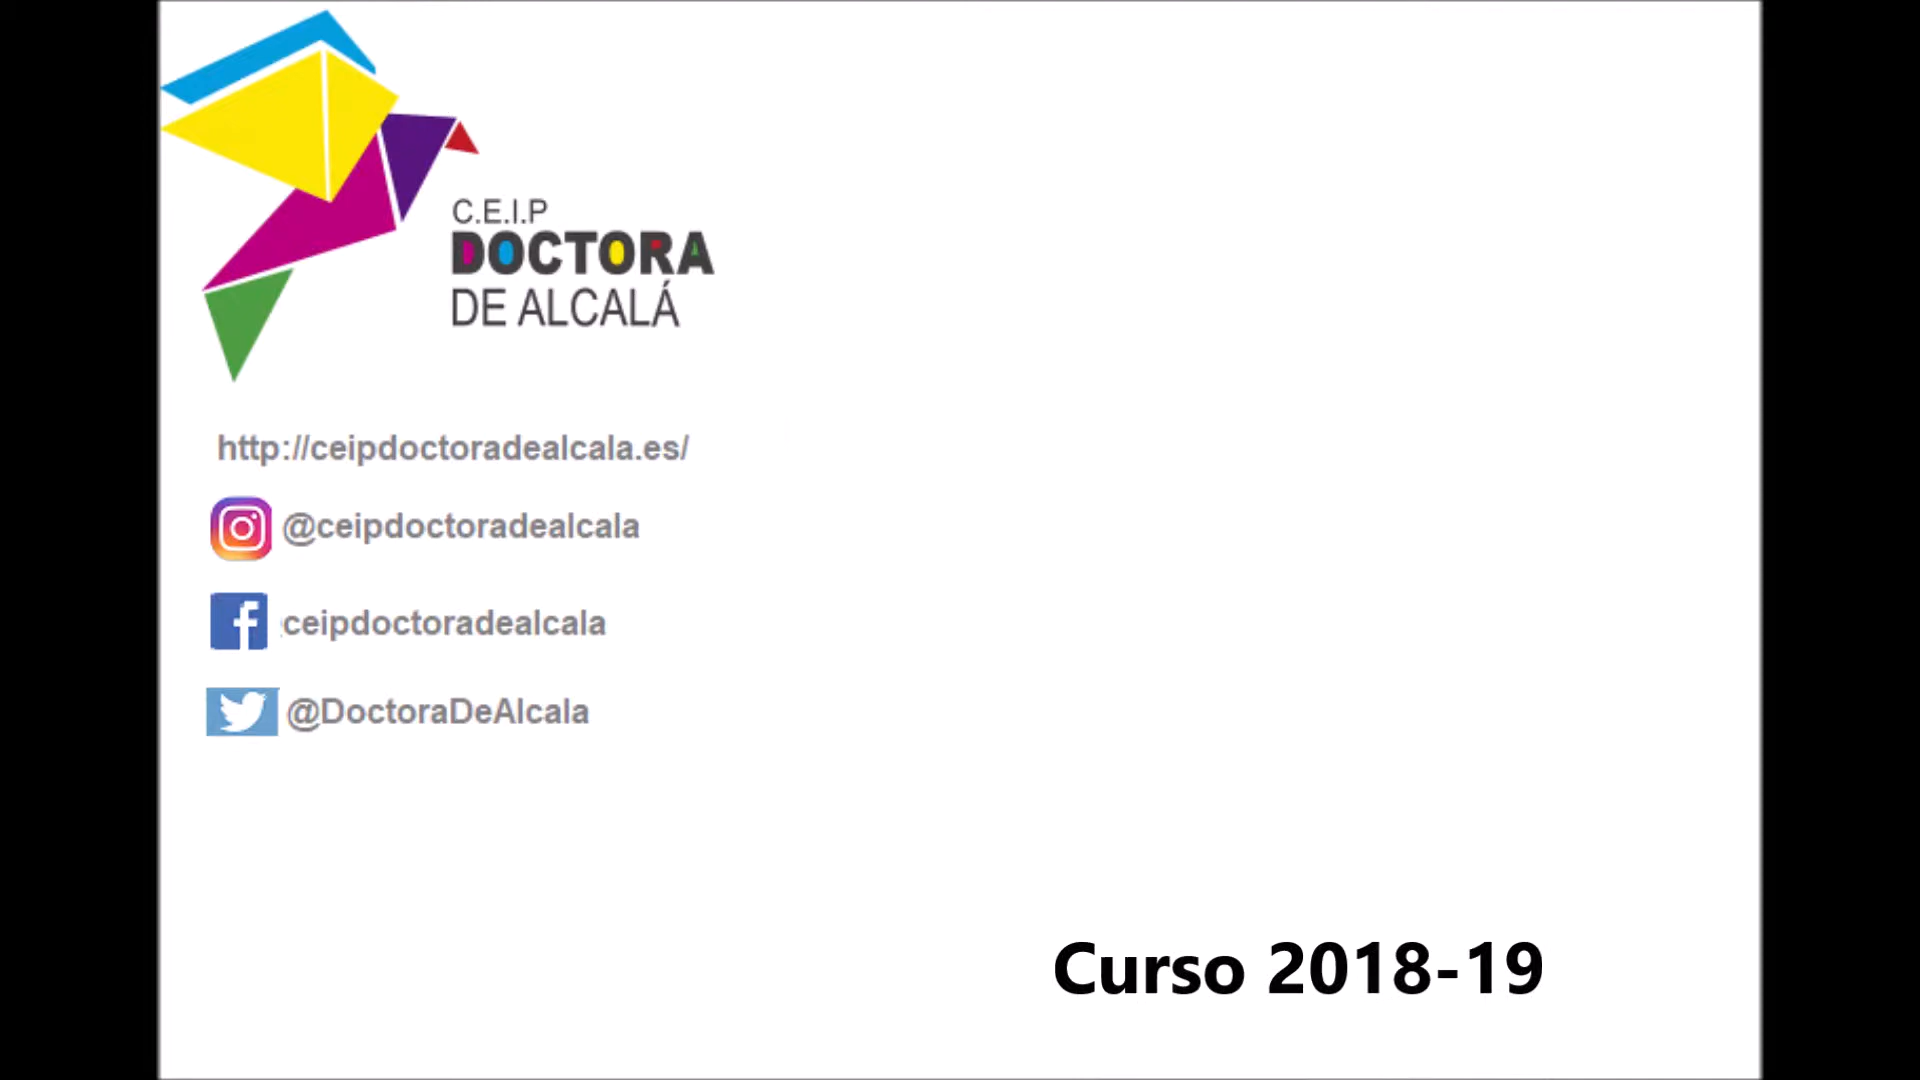 C.E.I.P
DOCTORA
DE ALCALÁ
http://ceipdoctoradealcala.es/
@ceipdoctoradealcala
ceipdoctoradealcala
@DoctoraDeAlcala
Curso 2018-19